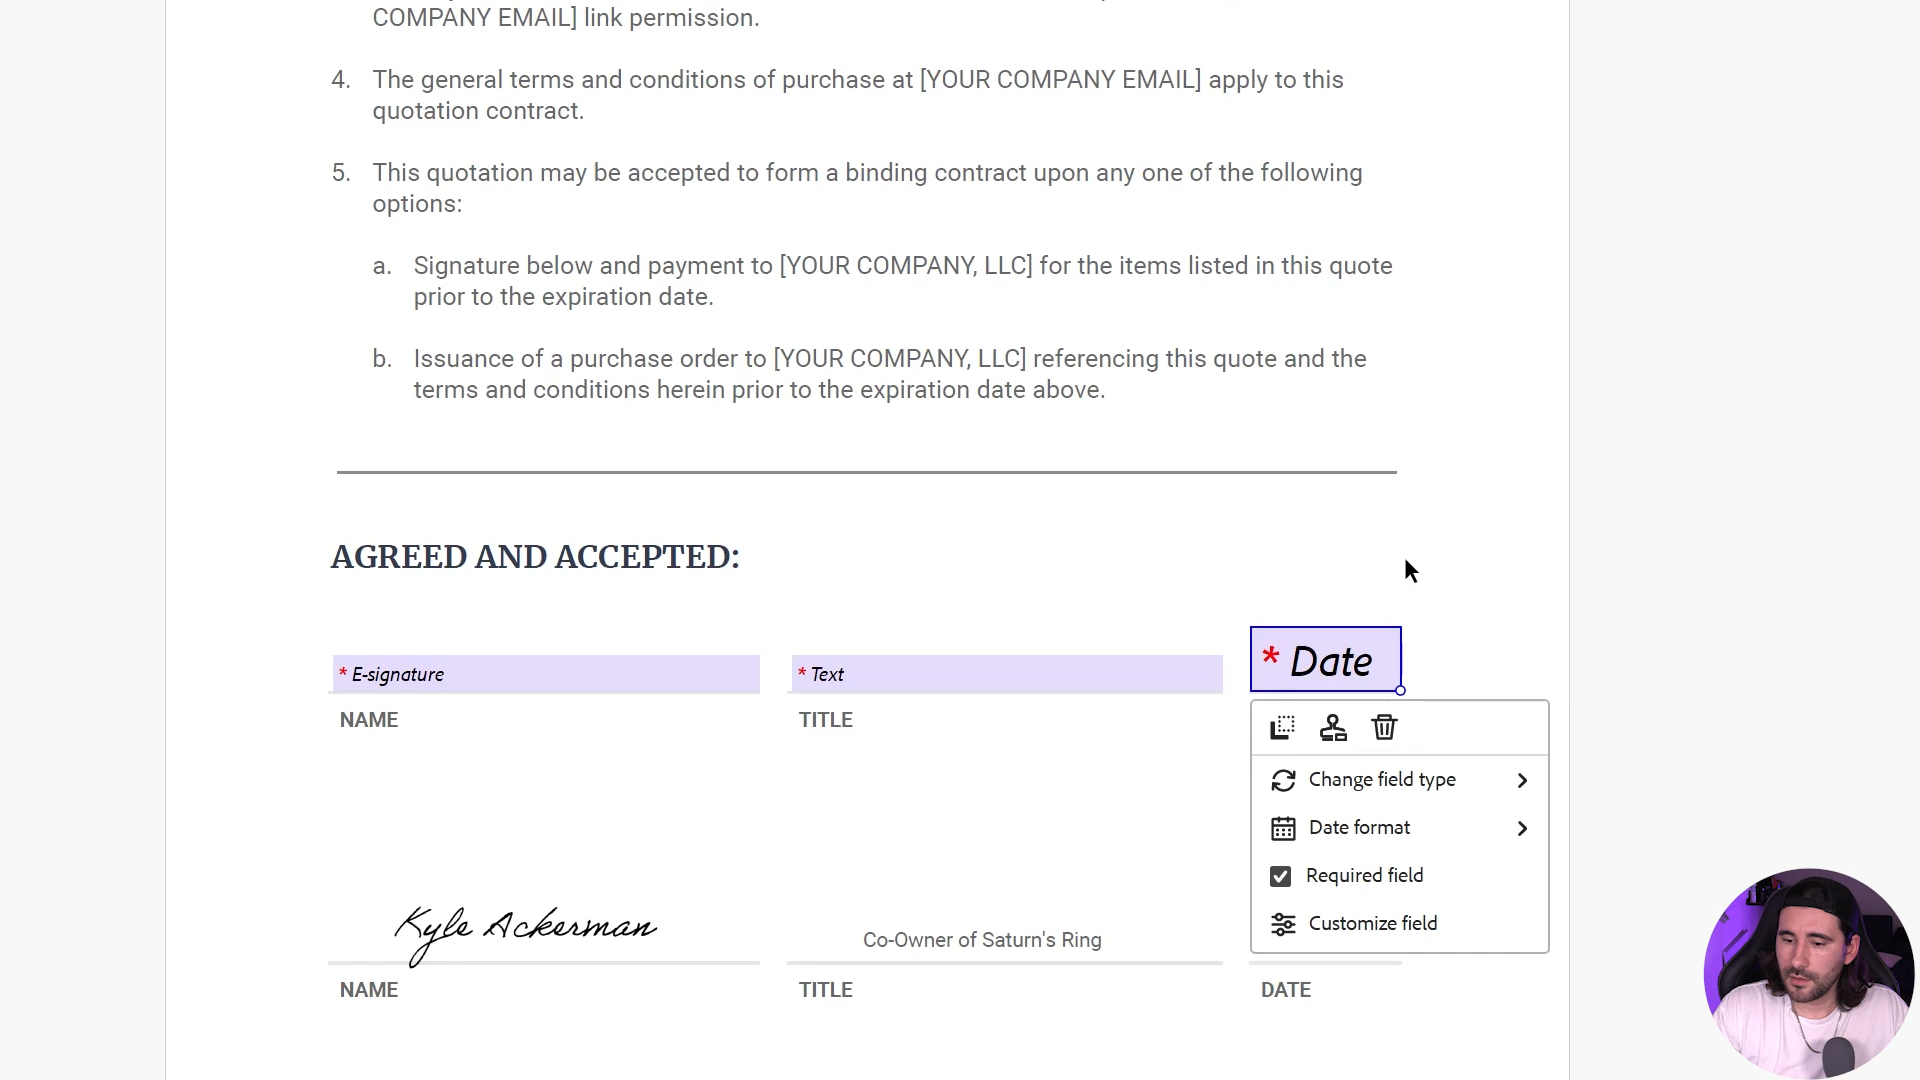 COMPANY EMAIL] link permission.
4. The general terms and conditions of purchase at [YOUR COMPANY EMAIL] apply to this
quotation contract.
5. This quotation may be accepted to form a binding contract upon any one of the following
options:
a. Signature below and payment to [YOUR COMPANY, LLC] for the items listed in this quote
prior to the expiration date.
b. Issuance of a purchase order to [YOUR COMPANY, LLC] referencing this quote and the
terms and conditions herein prior to the expiration date above.
AGREED AND ACCEPTED:
* E-signature
* Text
* Date
NAME
TITLE
Change field type
Date format
Required field
Customize field
Kyle Ackerman
Co-Owner of Saturn's Ring
NAME
TITLE
DATE